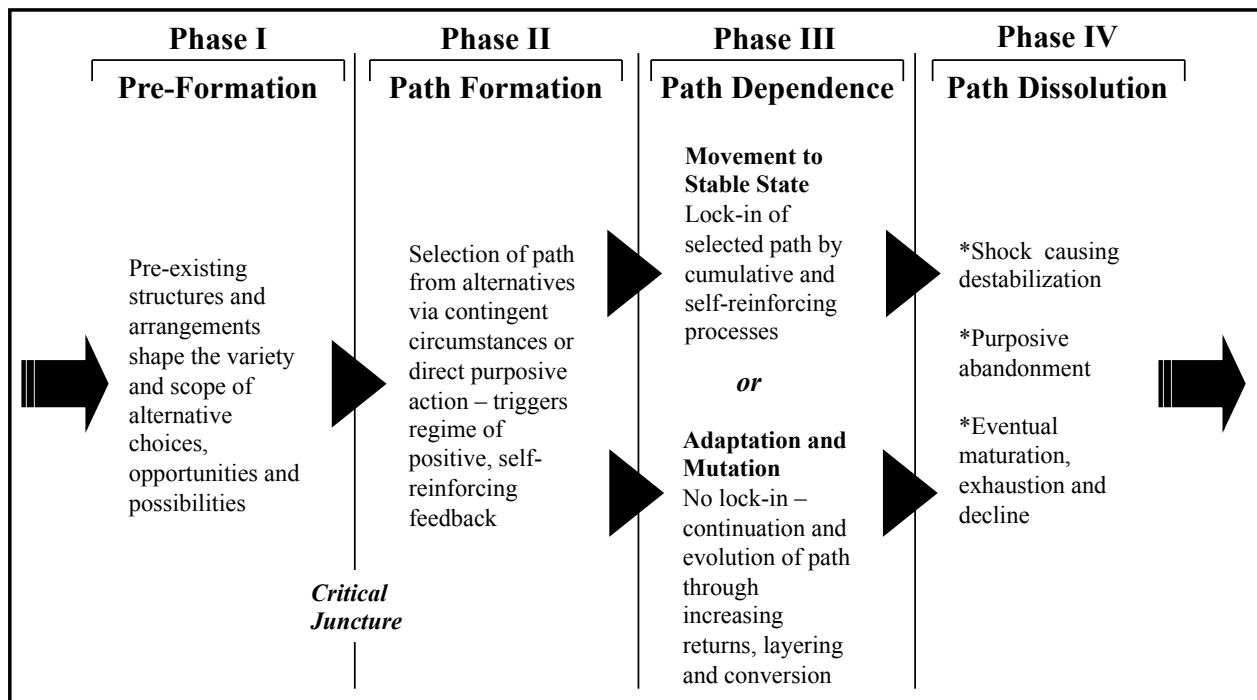 Phase I
Pre-Formation
Pre-existing
structures and
arrangements
shape the variety
and scope of
alternative
choices,
opportunities and
possibilities
Critical
Juncture
Phase II
Path Formation
Selection of path
from alternatives
via contingent
circumstances or
direct purposive
action – triggers
regime of
positive, self-
reinforcing
feedback
Phase III
Path Dependence
Movement to
Stable State
Lock-in of
selected path by
cumulative and
self-reinforcing
processes
or
Adaptation and
Mutation
No lock-in –
continuation and
evolution of path
through
increasing
returns, layering
and conversion
Phase IV
Path Dissolution
*Shock causing
destabilization
*Purposive
abandonment
*Eventual
maturation,
exhaustion and
decline